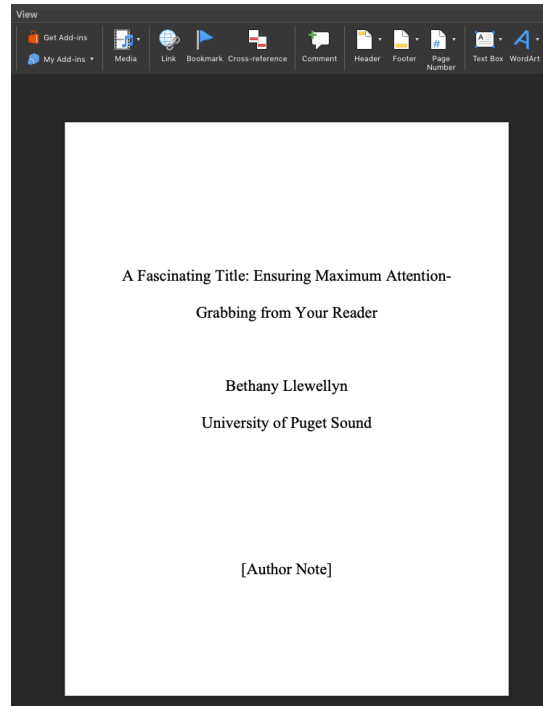 View
Get Add-ins
My Add-ins
Media
Link
Bookmark
Cross-reference
Comment
Header
Footer
Page
Number
Text Box
WordArt
A Fascinating Title: Ensuring Maximum Attention-
Grabbing from Your Reader
Bethany Llewellyn
University of Puget Sound
[Author Note]